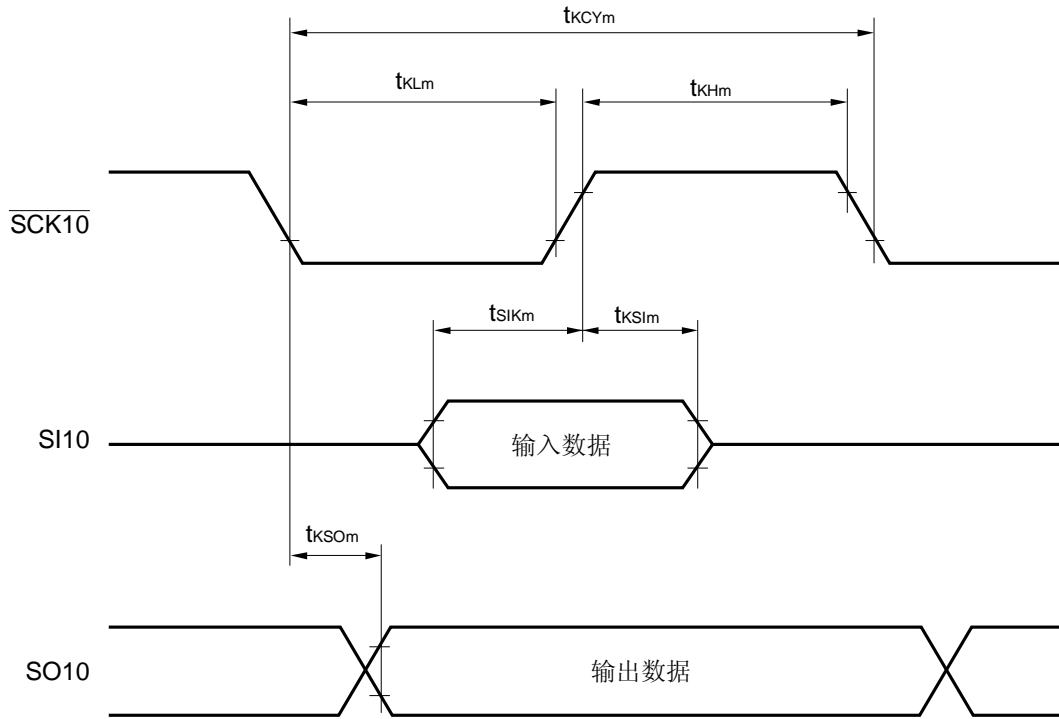 tKCYm
tKLm
tKHm
SCK10
tSIKm
tKSIm
SI10
输入数据
tKSOm
SO10
输出数据